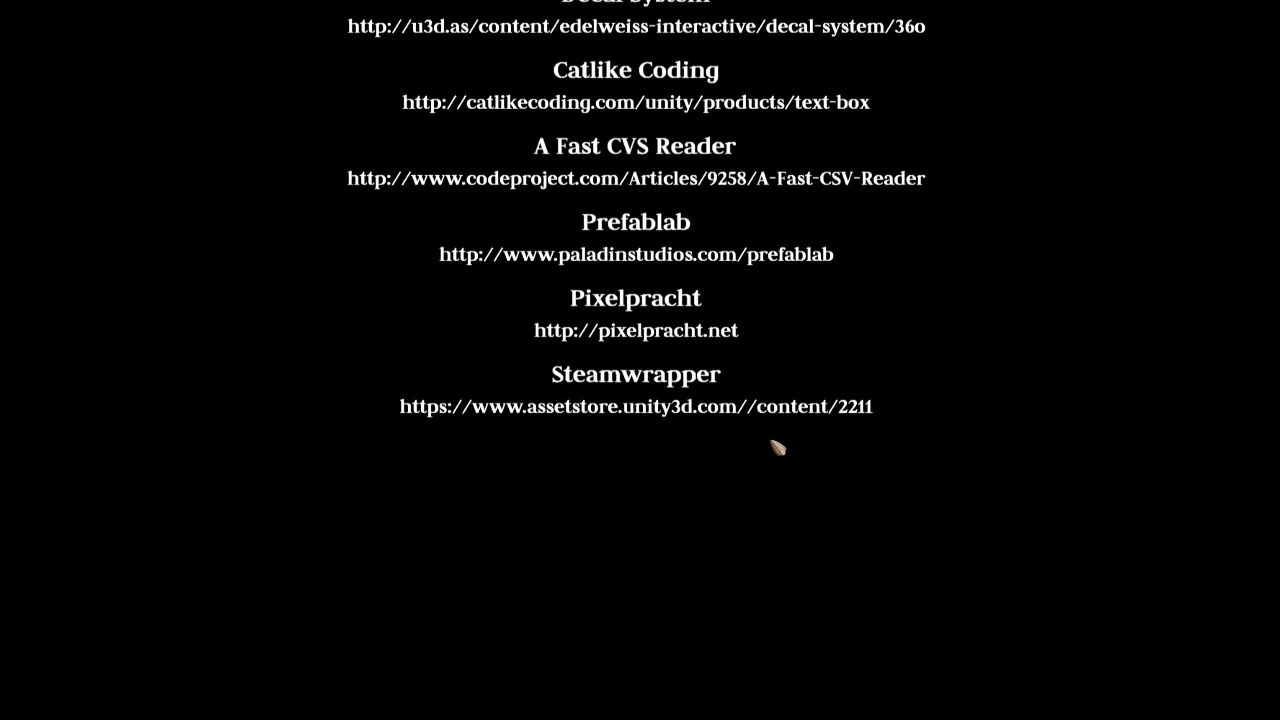 Decal System
http://u3d.as/content/edelweiss-interactive/decal-system/360
Catlike Coding
http://catlikecoding.com/unity/products/text-box
A Fast CVS Reader
http://www.codeproject.com/Articles/9258/A-Fast-CSV-Reader
Prefablab
http://www.paladinstudios.com/prefablab
Pixelpracht
http://pixelpracht.net
Steamwrapper
https://www.assetstore.unity3d.com//content/2211